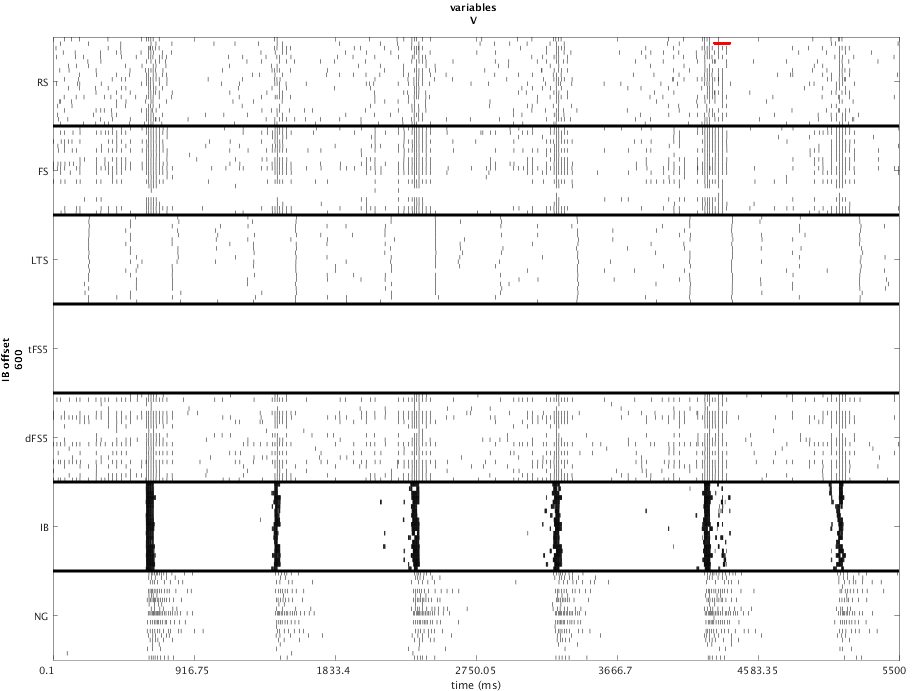 variables
V
RS
FS
LTS
tFS5
dFS5
IB
NG
IB offset
600
0.1
916.75
1833.4
2750.05
3666.7
4583.35
5500
time (ms)